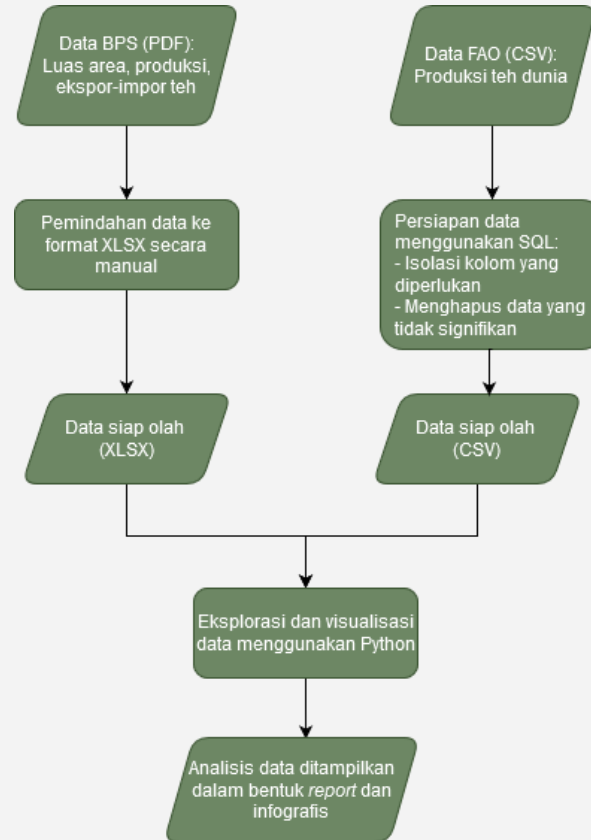 Data BPS (PDF):
Luas area, produksi,
ekspor-impor teh
Data FAO (CSV):
Produksi teh dunia
Pemindahan data ke
format XLSX secara
manual
Persiapan data
menggunakan SQL:
- Isolasi kolom yang
diperlukan
- Menghapus data yang
tidak signifikan
Data siap olah
(XLSX)
Data siap olah
(CSV)
Eksplorasi dan visualisasi
data menggunakan Python
Analisis data ditampilkan
dalam bentuk report dan
infografis